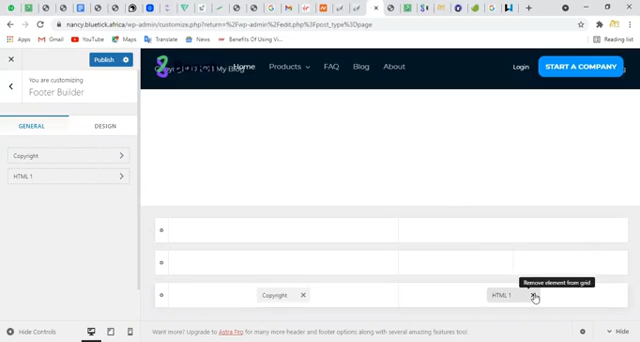 nancy.bluetick.africa/wp-admin/customize.php?return=%2Fwp-admin%2Fedit.php%3Fpost_type%3Dpage
Apps
Gmail
YouTube
Maps
Translate
News
Benefits Of Using Vi...
Reading list
Publish
You are customizing
Footer Builder
GENERAL
DESIGN
Copyright
HTML 1
My Blog
Home
Products
FAQ
Blog
About
Login
START A COMPANY
Remove element from grid
Copyright
HTML 1
Hide Controls
Want more? Upgrade to Astra Pro for many more header and footer options along with several amazing features too!
Hide